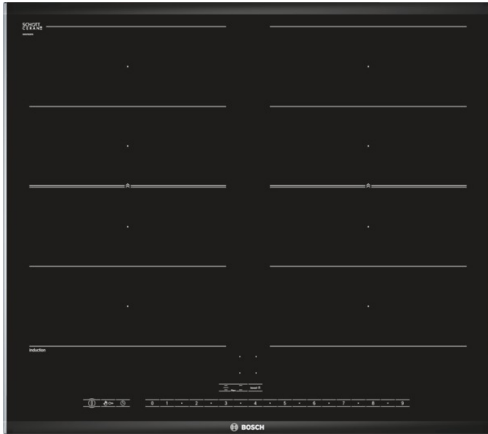 SCHOTT
CERAN®
Induction
0 1 • 2 • 3 • 4 • 5 • 6 • 7 • 8 • 9
BOSCH